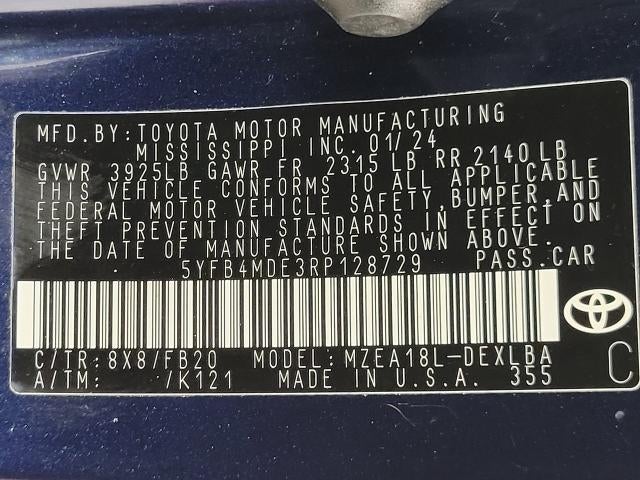 MFD. BY: TOYOTA MOTOR MANUFACTURING
MISSISSIPPI INC. 01/24
GVWR 3925LB GAWR FR 2315 LB RR 2140LB
THIS VEHICLE CONFORMS TO ALL APPLICABLE
FEDERAL MOTOR VEHICLE SAFETY, BUMPER, AND
THEFT PREVENTION STANDARDS IN EFFECT ON
THE DATE OF MANUFACTURE SHOWN ABOVE.
5YFB4MDE3RP128729 PASS. CAR
C/TR: 8X8/FB20 MODEL: MZEA18L-DEXLBA
A/TM: /K121 MADE IN U.S.A. 355 C